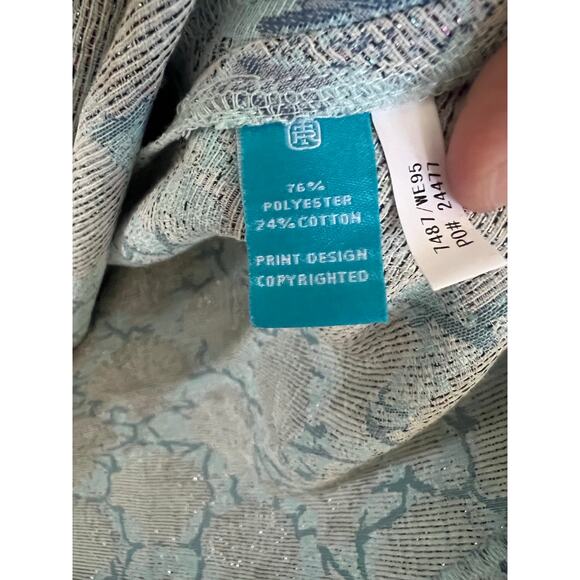 76%
POLYESTER
24% COTTON
PRINT DESIGN
COPYRIGHTED
7487/WE95
PO# 24477